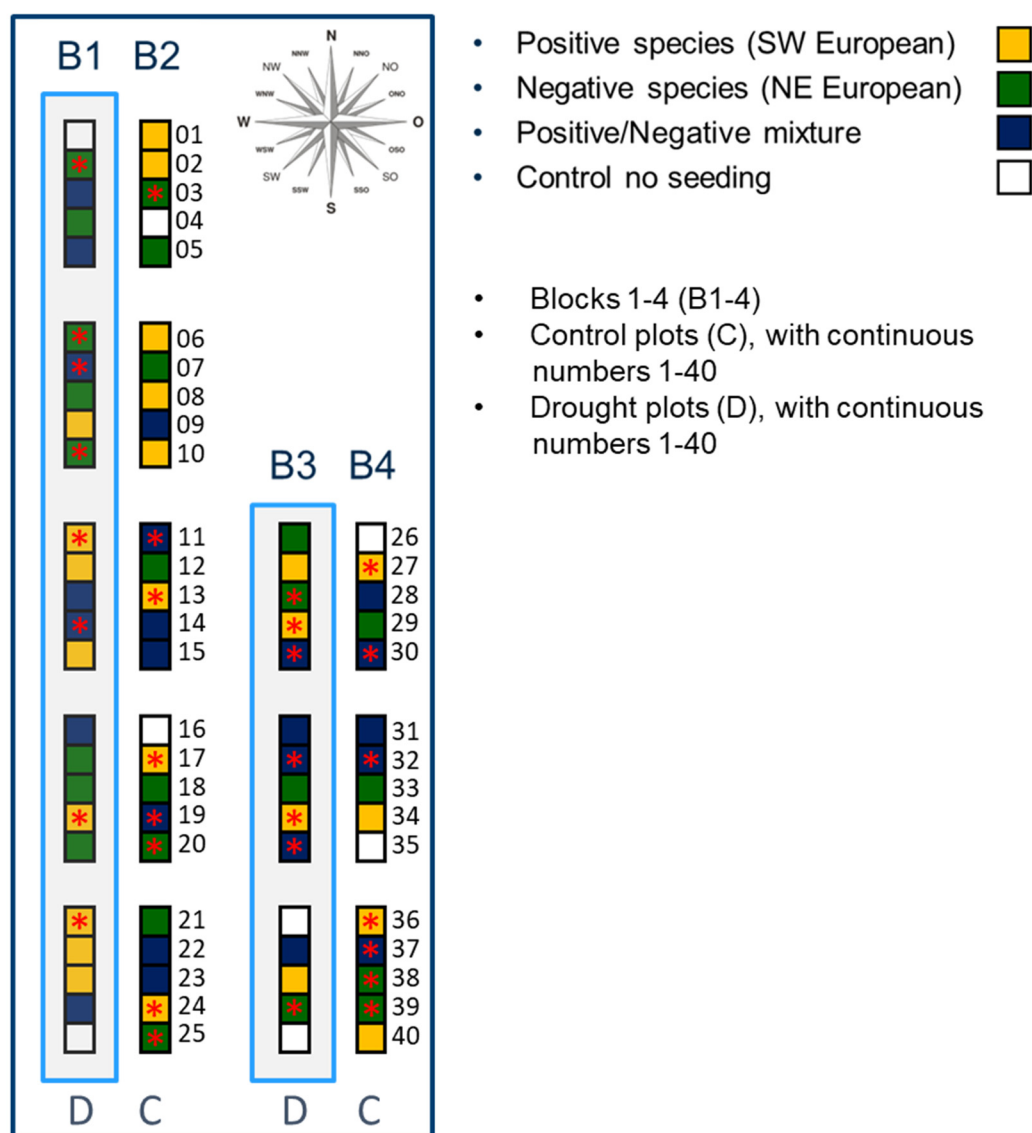 B1 B2
N
NNW NNO
NW NO
WNW ONO
W O
WSW OSO
SW SO
SSW SSO
S
• Positive species (SW European)
• Negative species (NE European)
• Positive/Negative mixture
• Control no seeding
• Blocks 1-4 (B1-4)
• Control plots (C), with continuous
numbers 1-40
• Drought plots (D), with continuous
numbers 1-40
* 01
02
* 03
04
05
* 06
* 07
08
09
* 10
B3 B4
* * 11
12
* 13
* 14
15
26
* 27
* 28
* 29
* * 30
16
* 17
18
* * 19
* 20
31
* * 32
33
* 34
* 35
* 21
22
23
* 24
* 25
* 36
* 37
* 38
* * 39
40
D C D C